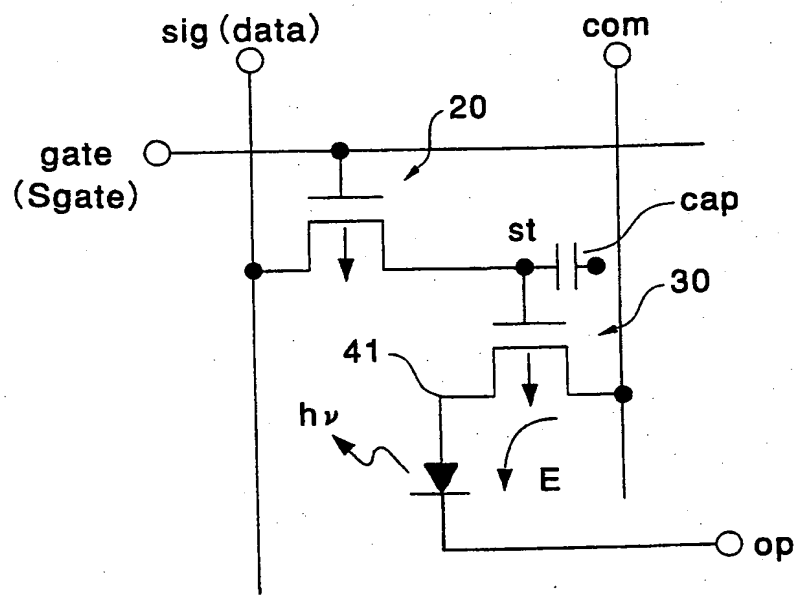 sig (data)
com
20
gate
(Sgate)
cap
st
30
41
hν
E
op